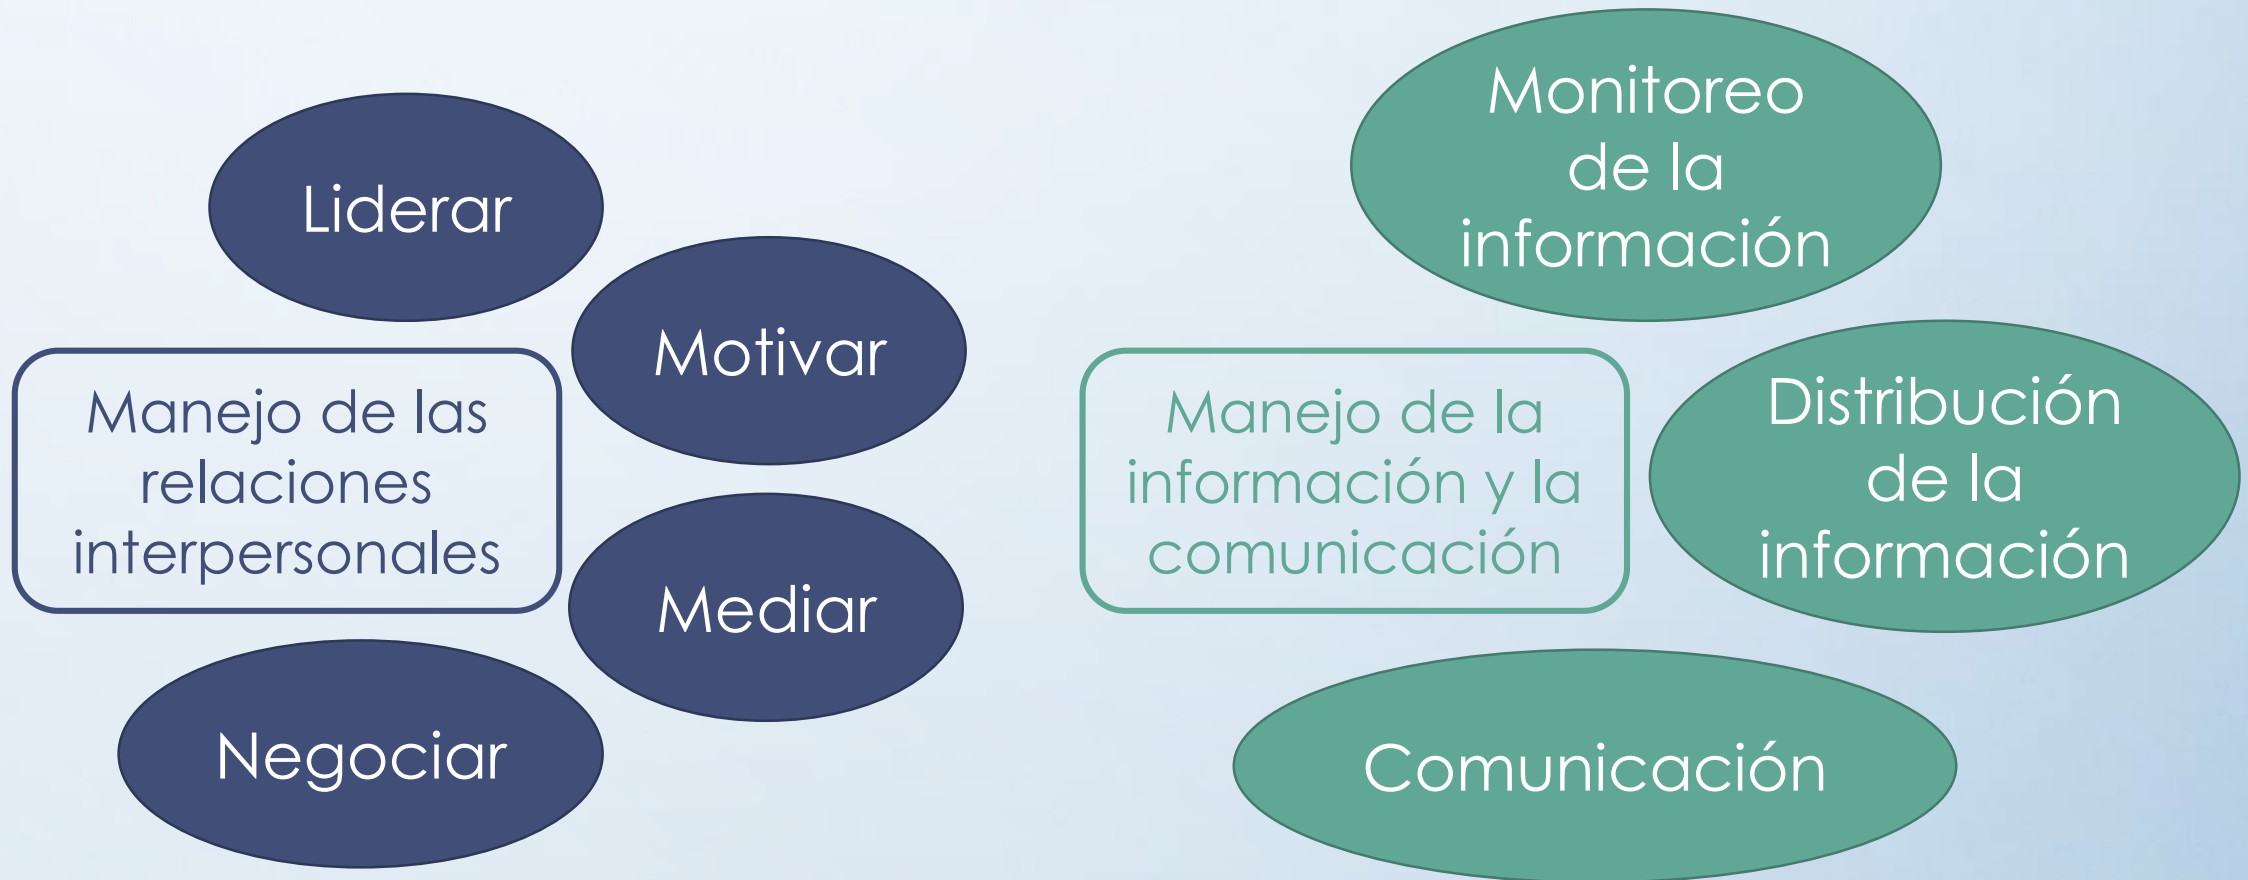 Liderar
Motivar
Manejo de las
relaciones
interpersonales
Mediar
Negociar
Monitoreo
de la
información
Manejo de la
información y la
comunicación
Distribución
de la
información
Comunicación